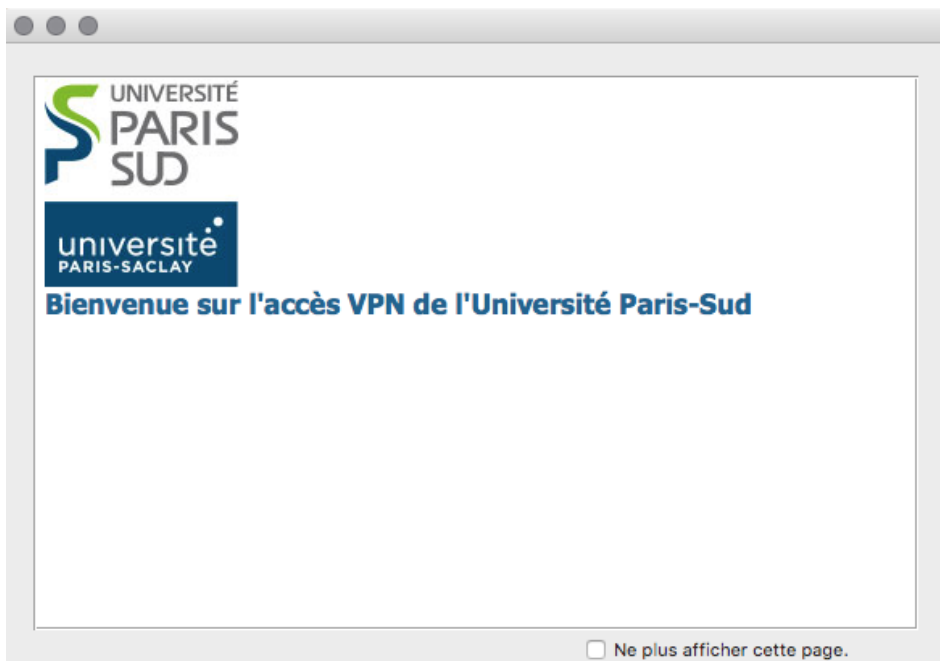 UNIVERSITÉ
PARIS
SUD
université
PARIS-SACLAY
Bienvenue sur l'accès VPN de l'Université Paris-Sud
Ne plus afficher cette page.